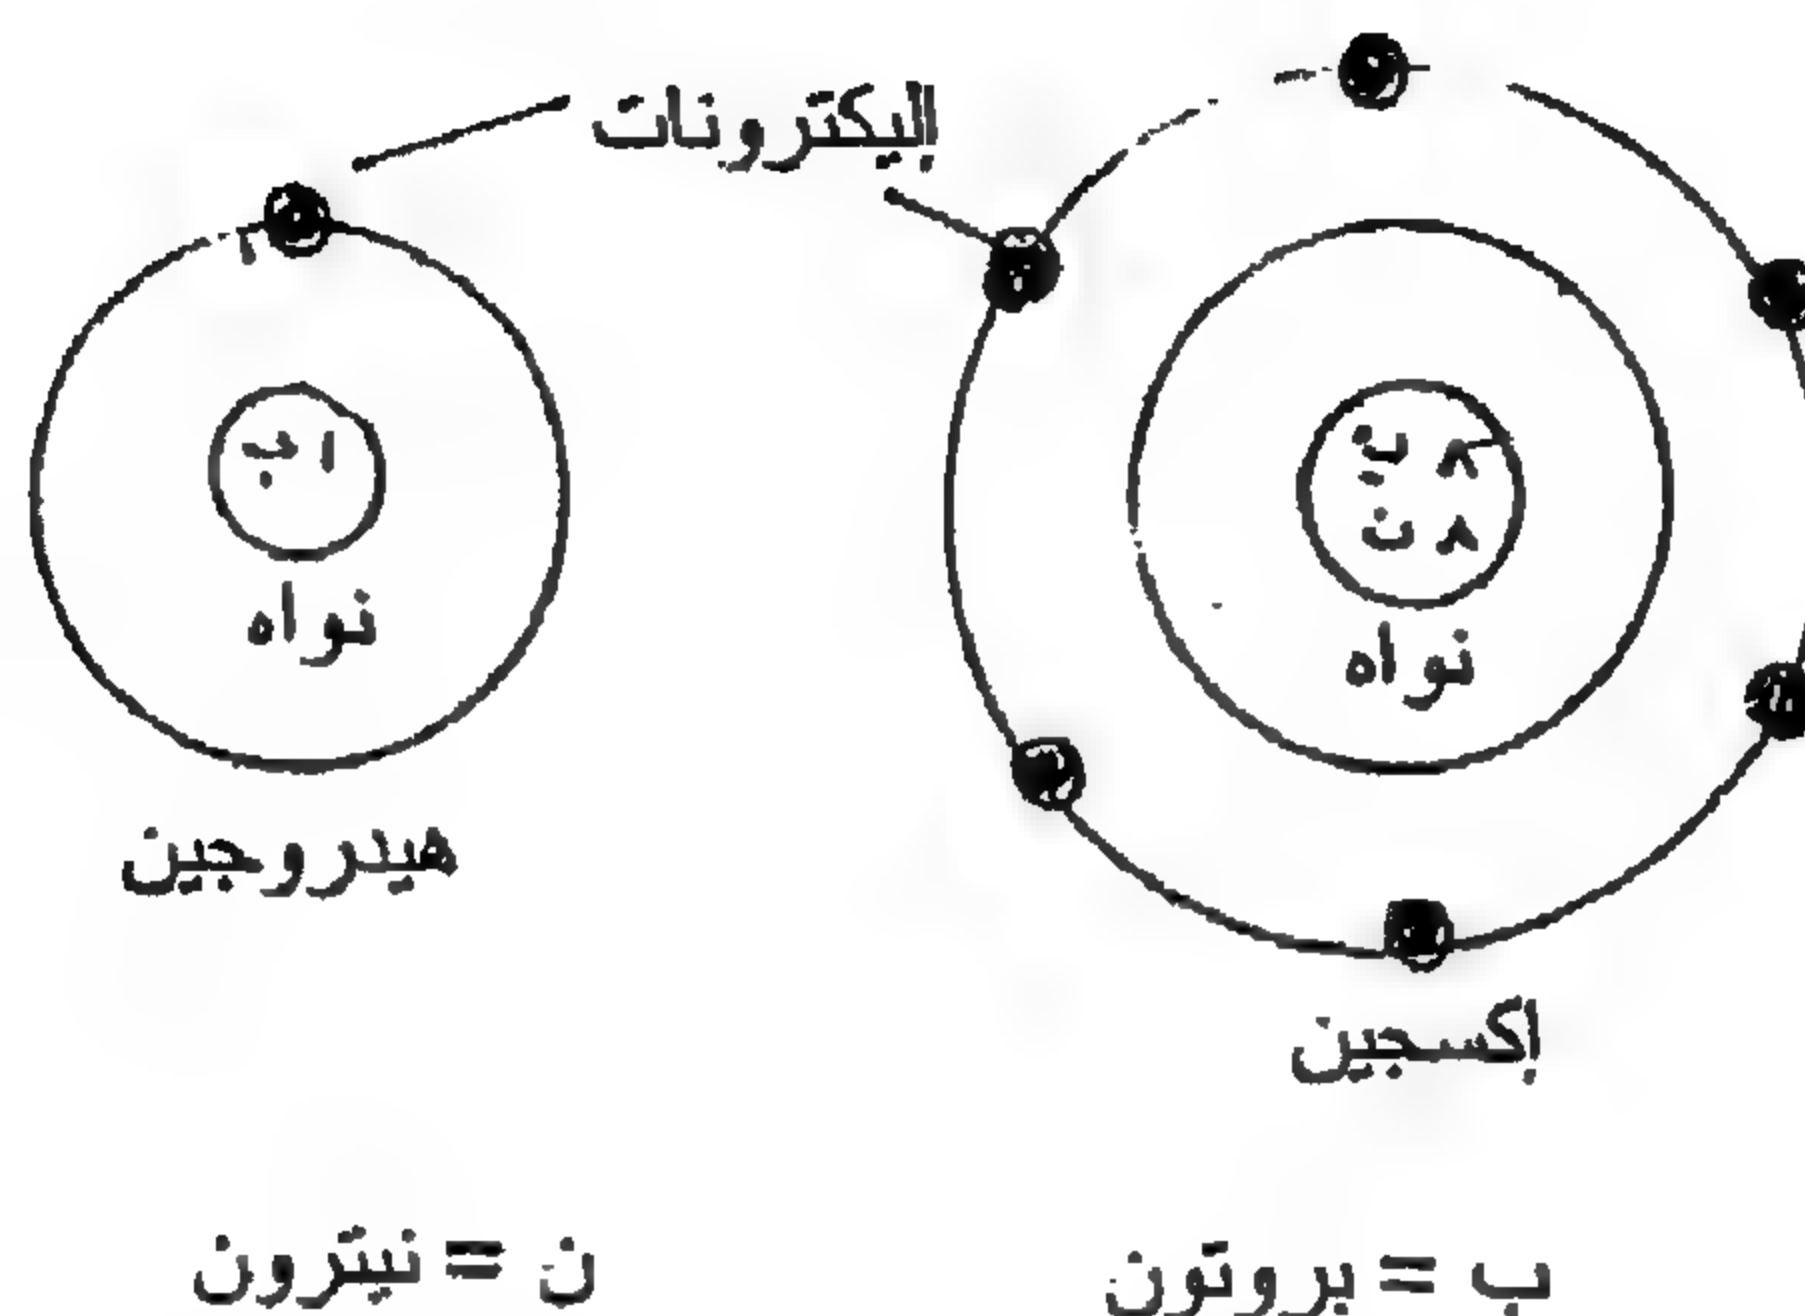 إليكترونات
٨ ب
٨ ن
نواه
١ ب
نواه
هيدروجين
إكسجين
ب = بروتون
ن = نيترون